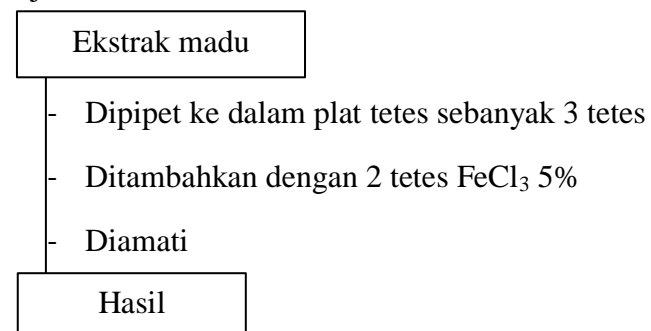 Ekstrak madu
- Dipipet ke dalam plat tetes sebanyak 3 tetes
- Ditambahkan dengan 2 tetes FeCl₃ 5%
- Diamati
Hasil